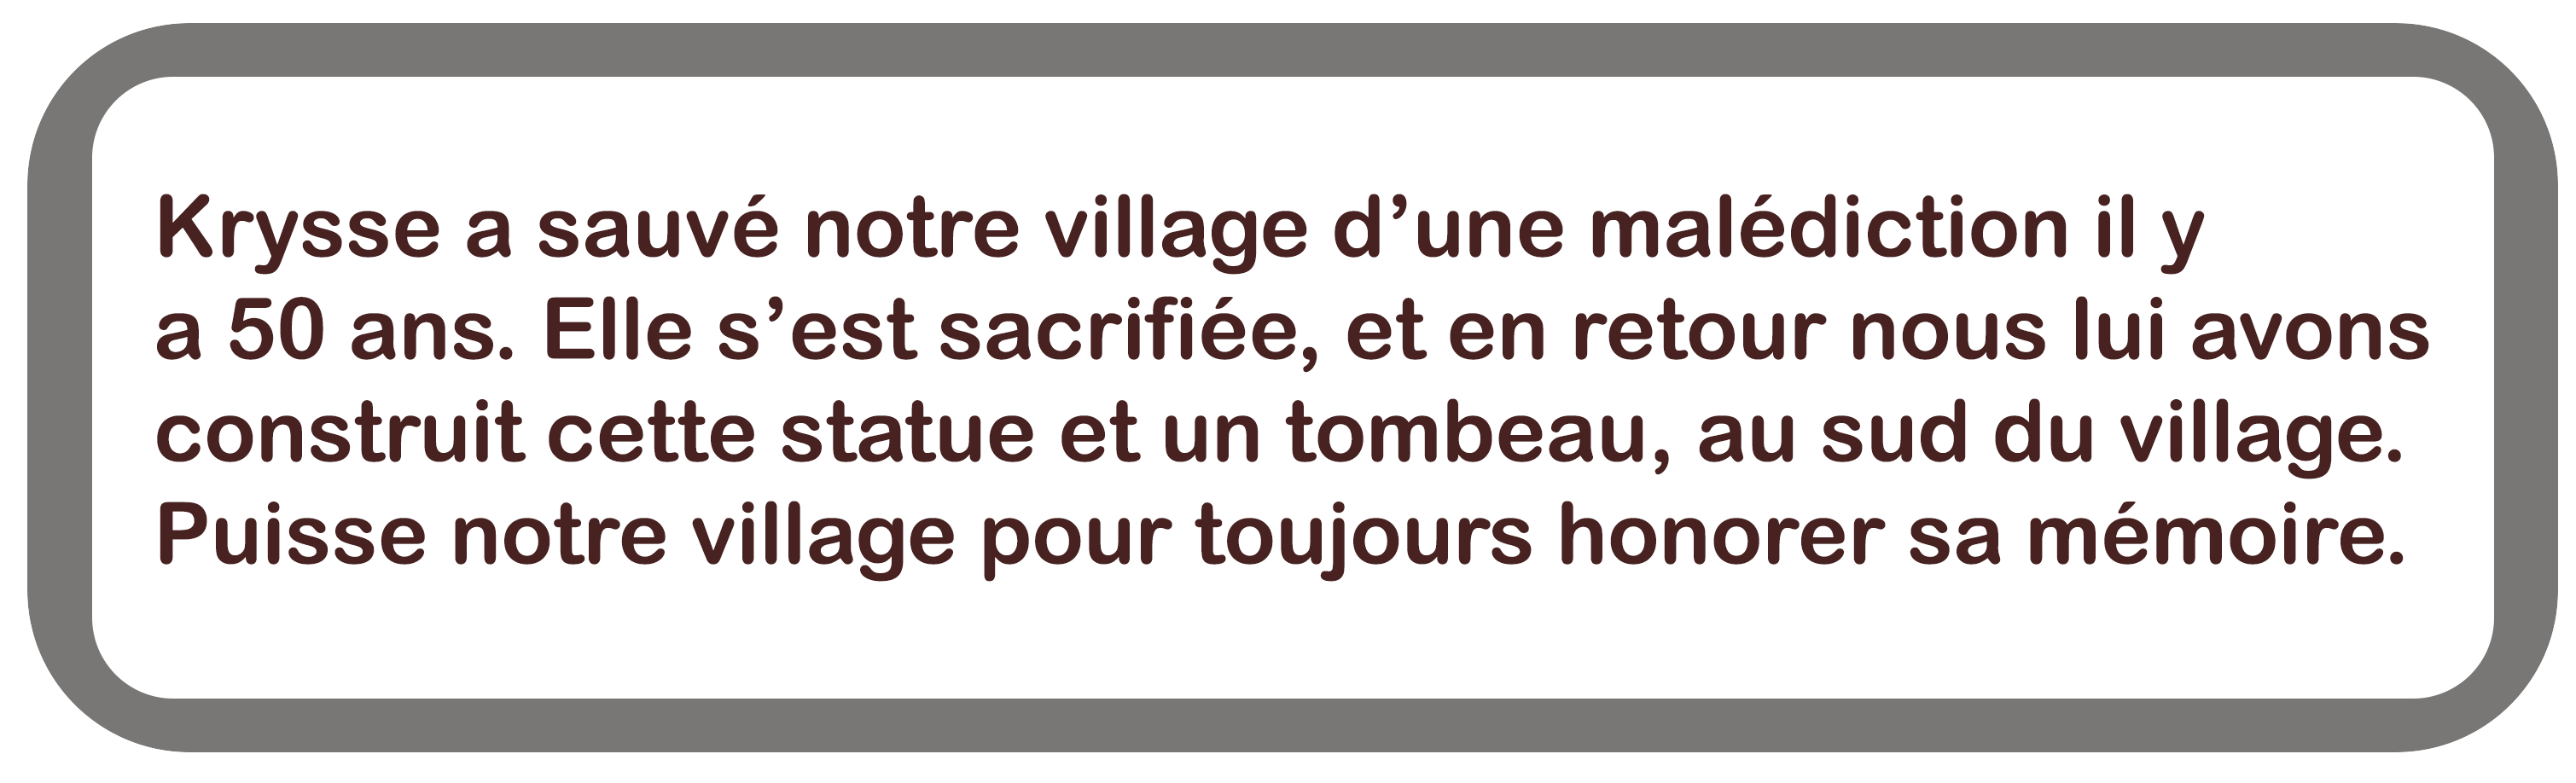 Krysse a sauvé notre village d’une malédiction il y
a 50 ans. Elle s’est sacrifiée, et en retour nous lui avons
construit cette statue et un tombeau, au sud du village.
Puisse notre village pour toujours honorer sa mémoire.